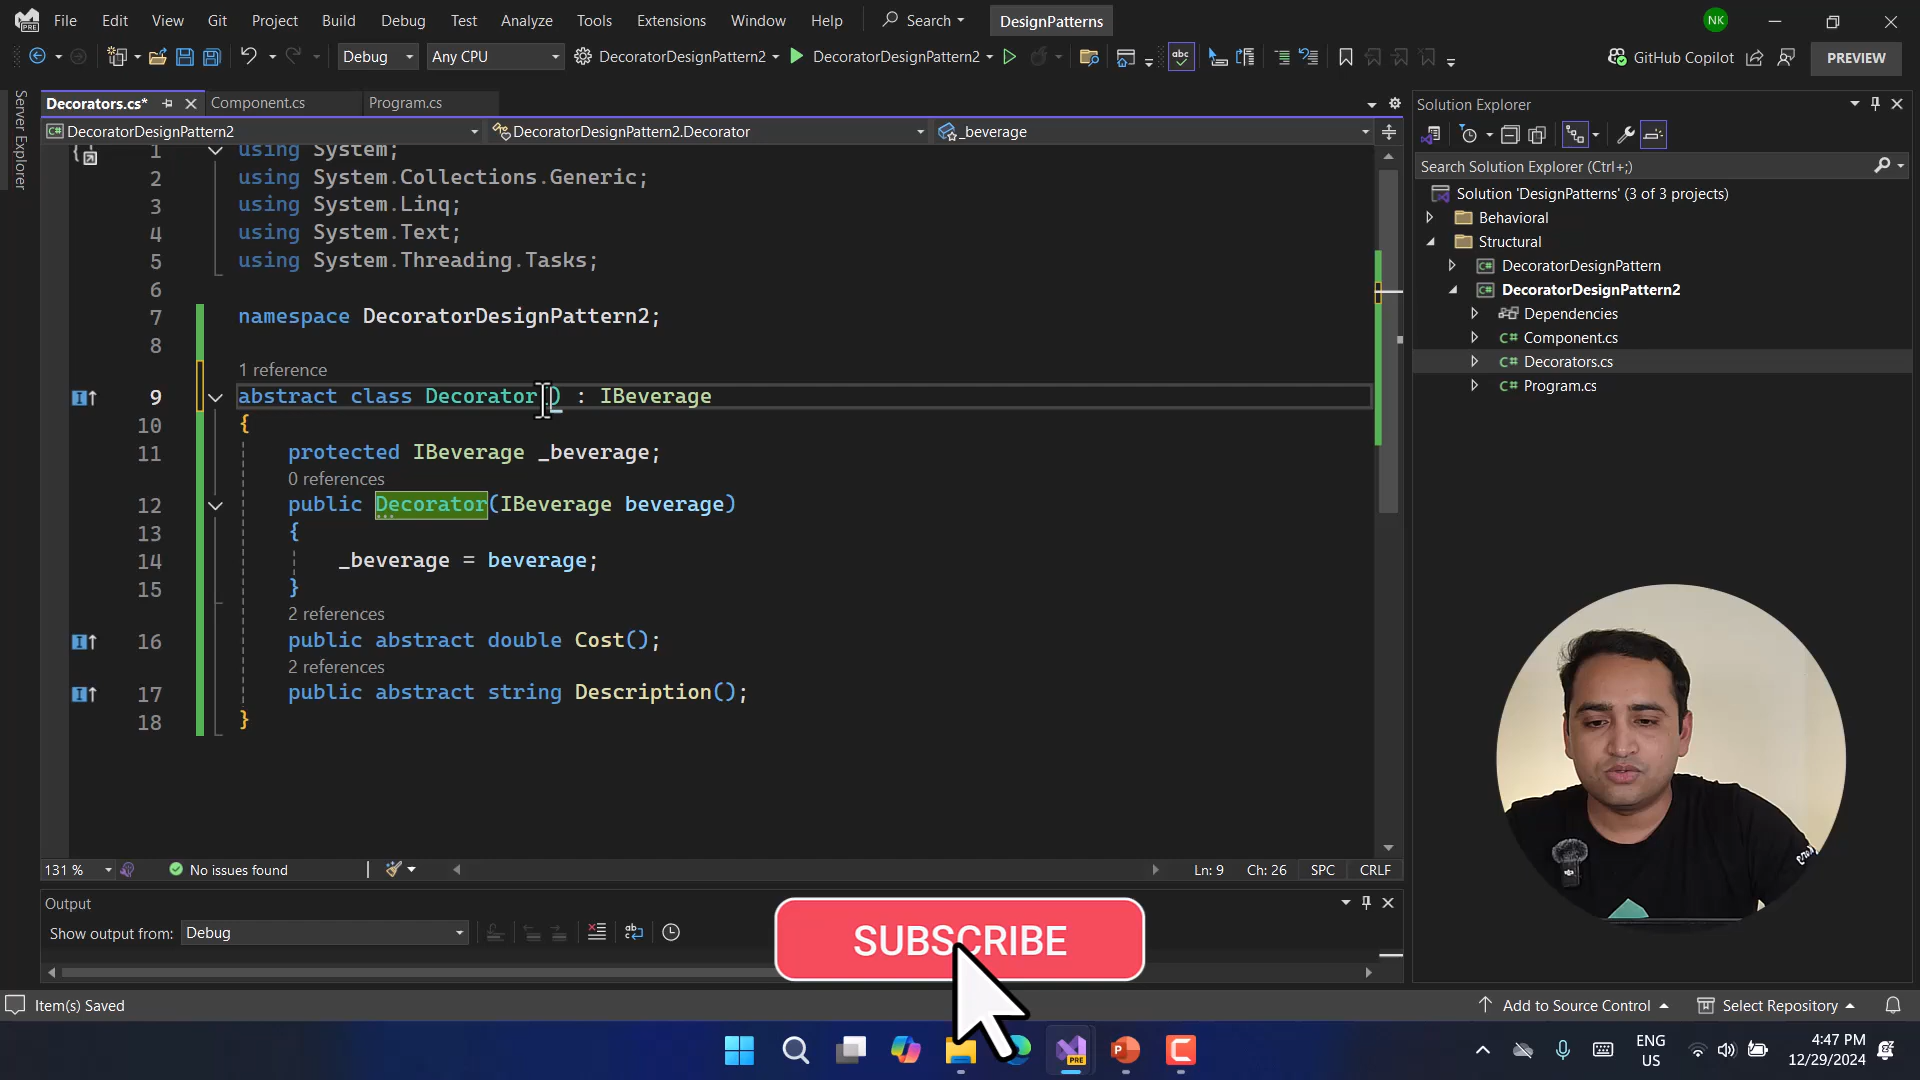 File Edit View Git Project Build Debug Test Analyze Tools Extensions Window Help Search DesignPatterns NK
Debug Any CPU DecoratorDesignPattern2 DecoratorDesignPattern2 abc GitHub Copilot PREVIEW
Server Explorer
Decorators.cs* Component.cs Program.cs
DecoratorDesignPattern2 DecoratorDesignPattern2.Decorator _beverage
1 using System;
2 using System.Collections.Generic;
3 using System.Linq;
4 using System.Text;
5 using System.Threading.Tasks;
6
7 namespace DecoratorDesignPattern2;
8
1 reference
9 abstract class Decorator() : IBeverage
10 {
11 protected IBeverage _beverage;
0 references
12 public Decorator(IBeverage beverage)
13 {
14 _beverage = beverage;
15 }
2 references
16 public abstract double Cost();
2 references
17 public abstract string Description();
18 }
131 % No issues found Ln: 9 Ch: 26 SPC CRLF
Output
Show output from: Debug
SUBSCRIBE
Solution Explorer
Search Solution Explorer (Ctrl+;)
Solution 'DesignPatterns' (3 of 3 projects)
Behavioral
Structural
C# DecoratorDesignPattern
C# DecoratorDesignPattern2
Dependencies
C# Component.cs
C# Decorators.cs
C# Program.cs
Item(s) Saved Add to Source Control Select Repository
PRE
ENG
US
4:47 PM
12/29/2024